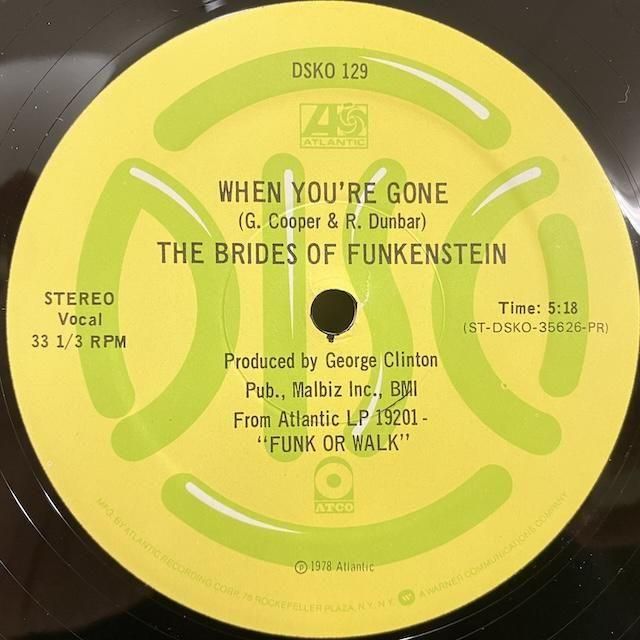 DSKO 129
ATLANTIC
DISCO
WHEN YOU'RE GONE
(G. Cooper & R. Dunbar)
THE BRIDES OF FUNKENSTEIN
STEREO
Vocal
33 1/3 RPM
Time: 5:18
(ST-DSKO-35626-PR)
Produced by George Clinton
Pub., Malbiz Inc., BMI
From Atlantic LP 19201-
"FUNK OR WALK"
ATCO
℗ 1978 Atlantic
MFG. BY ATLANTIC RECORDING CORP., 75 ROCKEFELLER PLAZA, N.Y., N.Y. A WARNER COMMUNICATIONS COMPANY